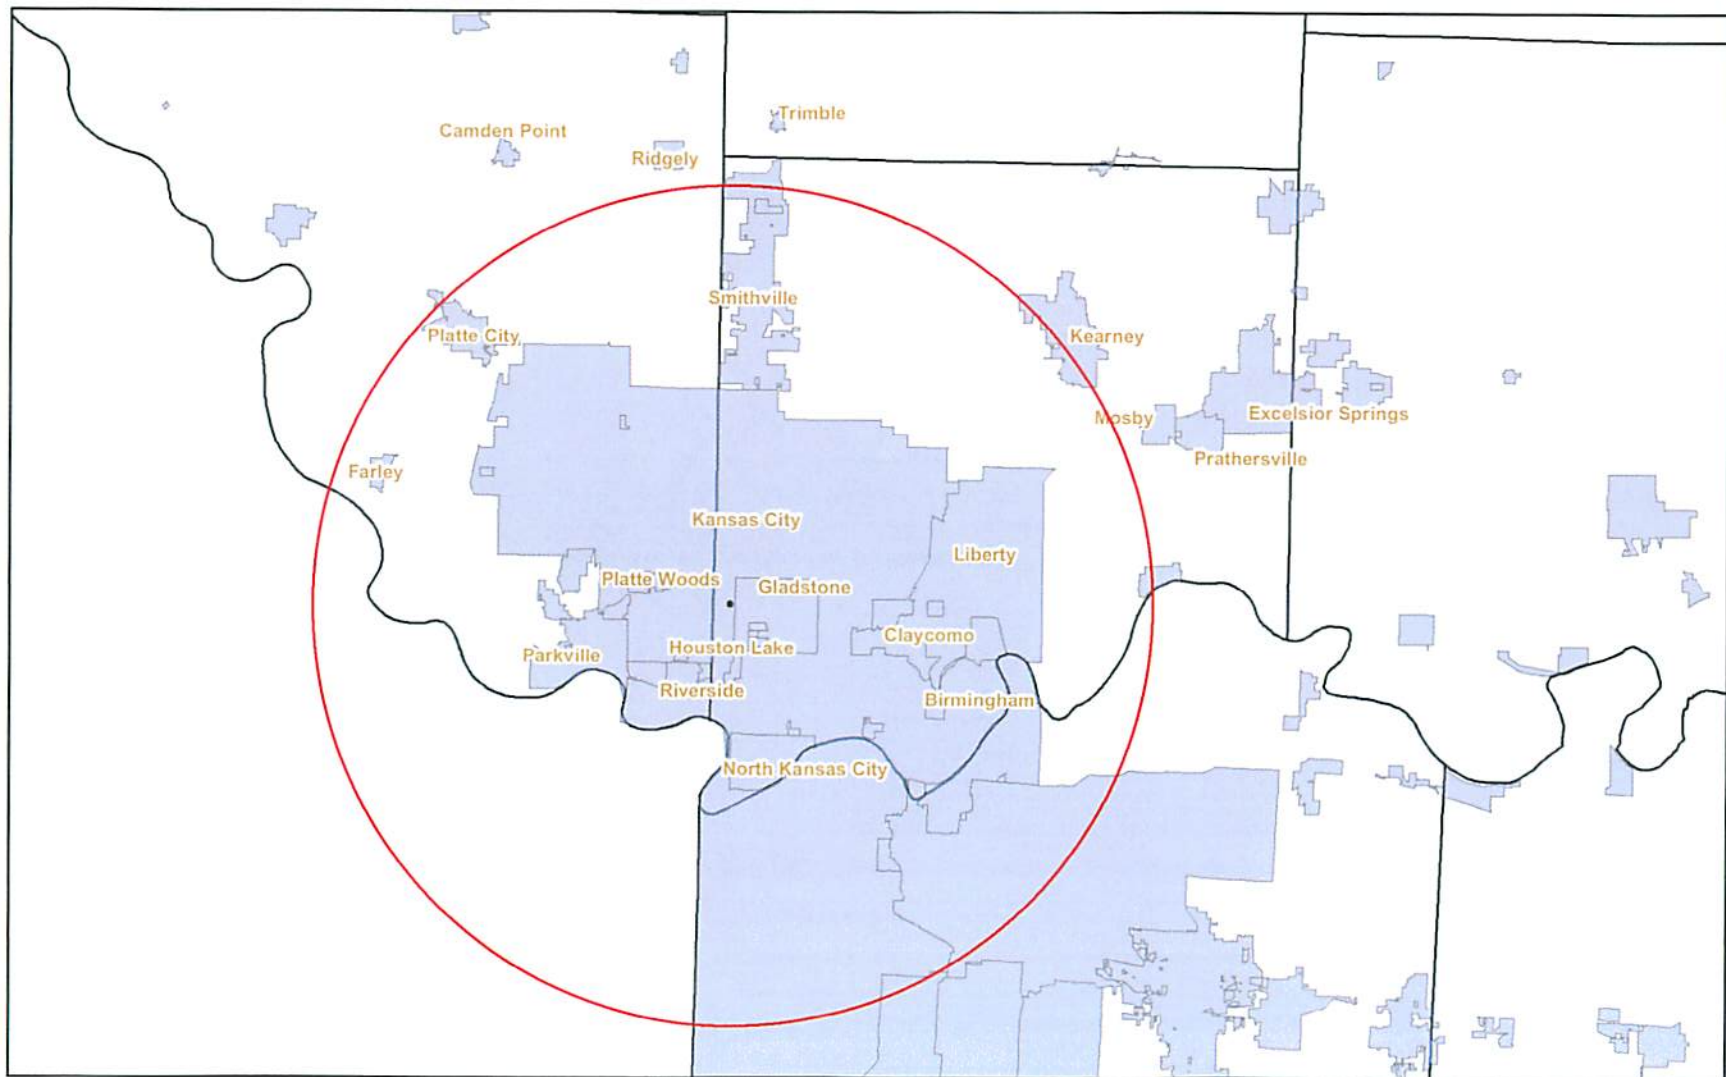 Trimble
Camden Point
Ridgely
Smithville
Platte City
Kearney
Mosby
Excelsior Springs
Prathersville
Farley
Kansas City
Liberty
Platte Woods
Gladstone
Claycomo
Houston Lake
Parkville
Riverside
Birmingham
North Kansas City